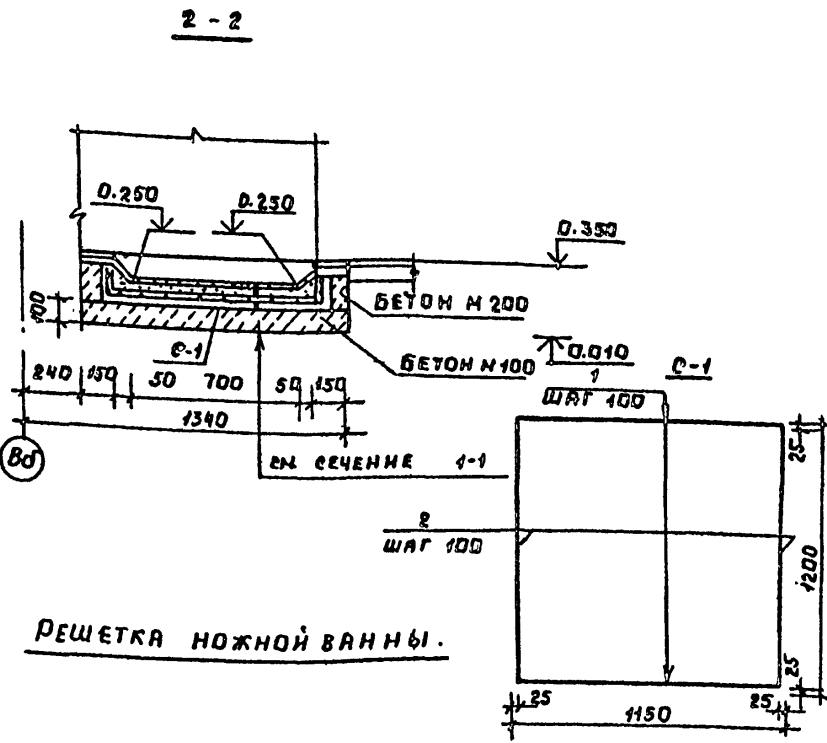 2 - 2
0.250
0.250
0.350
БЕТОН М 200
100
С-1
БЕТОН М100
0.010
240 150 50 700 50 150
1340
Вб
СМ СЕЧЕНИЕ 1-1
С-1
1
ШАГ 100
25
2
ШАГ 100
1200
25
25
25
1150
РЕШЕТКА НОЖНОЙ ВАННЫ.